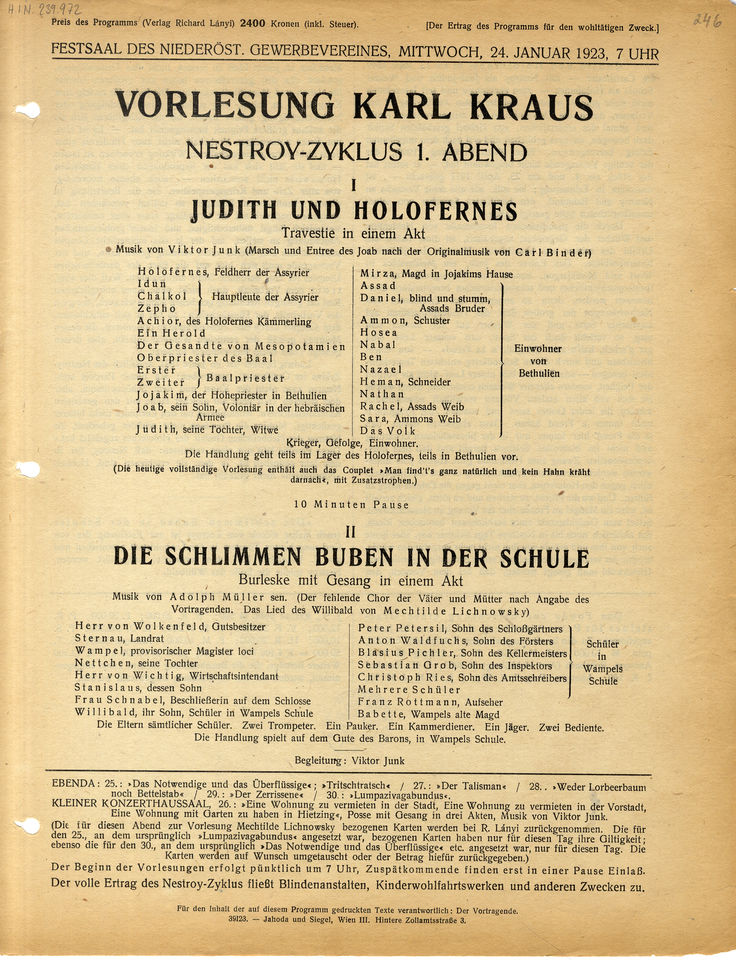 H.I.N. 239.972
246
Preis des Programms (Verlag Richard Lányi) 2400 Kronen (inkl. Steuer). [Der Ertrag des Programms für den wohltätigen Zweck.]
FESTSAAL DES NIEDERÖST. GEWERBEVEREINES, MITTWOCH, 24. JANUAR 1923, 7 UHR
VORLESUNG KARL KRAUS
NESTROY-ZYKLUS 1. ABEND
I
JUDITH UND HOLOFERNES
Travestie in einem Akt
Musik von Viktor Junk (Marsch und Entree des Joab nach der Originalmusik von Carl Binder)
Holofernes, Feldherr der Assyrier
Idun
Chalkol
Zepho
Hauptleute der Assyrier
Achior, des Holofernes Kämmerling
Ein Herold
Der Gesandte von Mesopotamien
Oberpriester des Baal
Erster
Zweiter
Baalpriester
Jojakim, der Hohepriester in Bethulien
Joab, sein Sohn, Volontär in der hebräischen
Armee
Judith, seine Tochter, Witwe
Mirza, Magd in Jojakims Hause
Assad
Daniel, blind und stumm,
Assads Bruder
Ammon, Schuster
Hosea
Nabal
Ben
Nazael
Heman, Schneider
Nathan
Rachel, Assads Weib
Sara, Ammons Weib
Das Volk
Einwohner
von
Bethulien
Krieger, Gefolge, Einwohner.
Die Handlung geht teils im Lager des Holofernes, teils in Bethulien vor.
(Die heutige vollständige Vorlesung enthält auch das Couplet »Man find't's ganz natürlich und kein Hahn kräht
darnach«, mit Zusatzstrophen.)
10 Minuten Pause
II
DIE SCHLIMMEN BUBEN IN DER SCHULE
Burleske mit Gesang in einem Akt
Musik von Adolph Müller sen. (Der fehlende Chor der Väter und Mütter nach Angabe des
Vortragenden. Das Lied des Willibald von Mechtilde Lichnowsky)
Herr von Wolkenfeld, Gutsbesitzer
Sternau, Landrat
Wampel, provisorischer Magister loci
Nettchen, seine Tochter
Herr von Wichtig, Wirtschaftsintendant
Stanislaus, dessen Sohn
Frau Schnabel, Beschließerin auf dem Schlosse
Willibald, ihr Sohn, Schüler in Wampels Schule
Peter Petersil, Sohn des Schloßgärtners
Anton Waldfuchs, Sohn des Försters
Blasius Pichler, Sohn des Kellermeisters
Sebastian Grob, Sohn des Inspektors
Christoph Ries, Sohn des Amtsschreibers
Mehrere Schüler
Franz Rottmann, Aufseher
Babette, Wampels alte Magd
Schüler
in
Wampels
Schule
Die Eltern sämtlicher Schüler. Zwei Trompeter. Ein Pauker. Ein Kammerdiener. Ein Jäger. Zwei Bediente.
Die Handlung spielt auf dem Gute des Barons, in Wampels Schule.
Begleitung: Viktor Junk
EBENDA: 25.: »Das Notwendige und das Überflüssige«; »Tritschtratsch« / 27.: »Der Talisman« / 28.. »Weder Lorbeerbaum
noch Bettelstab« / 29.: »Der Zerrissene« / 30.: »Lumpazivagabundus«.
KLEINER KONZERTHAUSSAAL, 26.: »Eine Wohnung zu vermieten in der Stadt, Eine Wohnung zu vermieten in der Vorstadt,
Eine Wohnung mit Garten zu haben in Hietzing«, Posse mit Gesang in drei Akten, Musik von Viktor Junk.
(Die für diesen Abend zur Vorlesung Mechtilde Lichnowsky bezogenen Karten werden bei R. Lányi zurückgenommen. Die für
den 25., an dem ursprünglich »Lumpazivagabundus« angesetzt war, bezogenen Karten haben nur für diesen Tag ihre Giltigkeit;
ebenso die für den 30., an dem ursprünglich »Das Notwendige und das Überflüssige« etc. angesetzt war, nur für diesen Tag. Die
Karten werden auf Wunsch umgetauscht oder der Betrag hiefür zurückgegeben.)
Der Beginn der Vorlesungen erfolgt pünktlich um 7 Uhr, Zuspätkommende finden erst in einer Pause Einlaß.
Der volle Ertrag des Nestroy-Zyklus fließt Blindenanstalten, Kinderwohlfahrtswerken und anderen Zwecken zu.
Für den Inhalt der auf diesem Programm gedruckten Texte verantwortlich: Der Vortragende.
39123. — Jahoda und Siegel, Wien III. Hintere Zollamtsstraße 3.